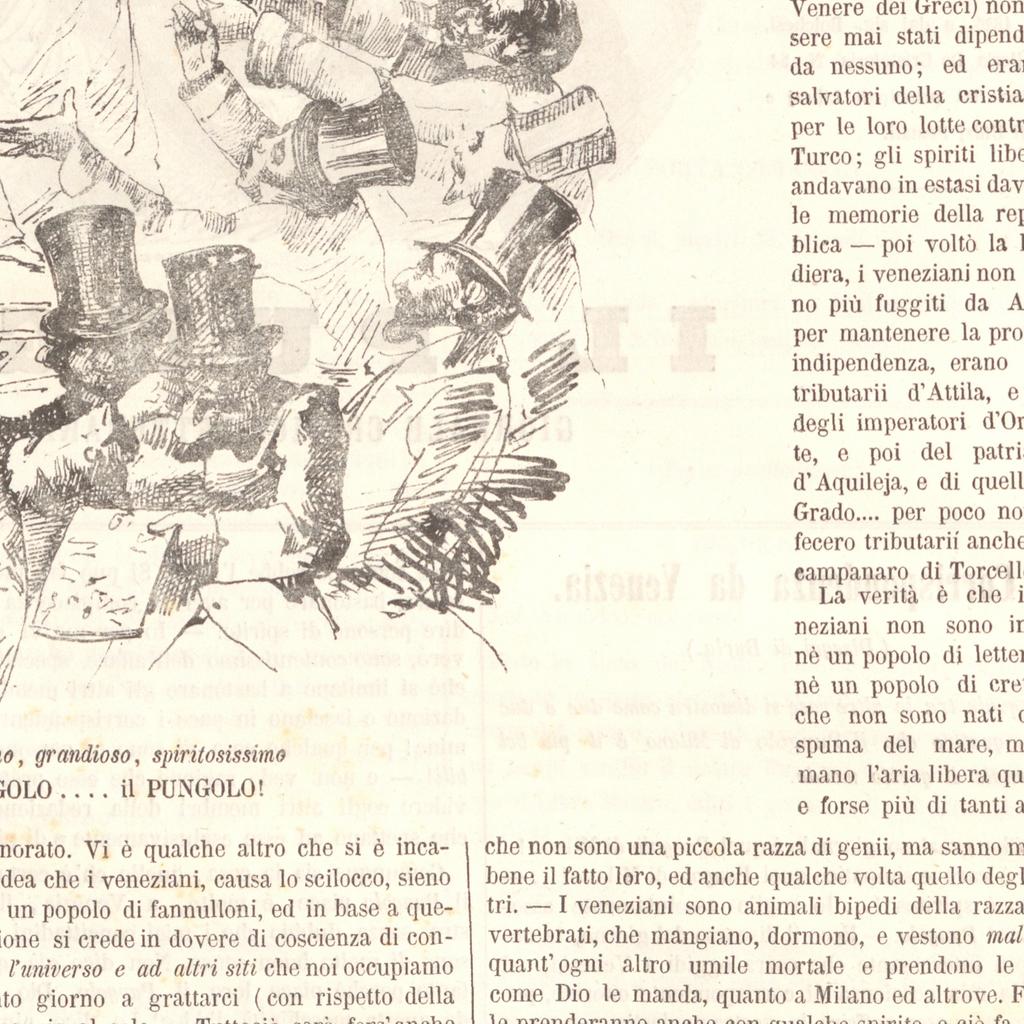 o, grandioso, spiritosissimo
GOLO .... il PUNGOLO!
norato. Vi è qualche altro che si è inca-
dea che i veneziani, causa lo scilocco, sieno
un popolo di fannulloni, ed in base a que-
ione si crede in dovere di coscienza di con-
l'universo e ad altri siti che noi occupiamo
to giorno a grattarci (con rispetto della
Venere dei Greci) non
sere mai stati dipend
da nessuno; ed eran
salvatori della cristia
per le loro lotte contr
Turco; gli spiriti libe
andavano in estasi dav
le memorie della rep
blica — poi voltò la
diera, i veneziani non
no più fuggiti da A
per mantenere la pro
indipendenza, erano
tributarii d'Attila, e
degli imperatori d'Or
te, e poi del patri
d'Aquileja, e di quell
Grado.... per poco no
fecero tributarií anche
campanaro di Torcell
La verità è che i
neziani non sono in
nè un popolo di letter
nè un popolo di cre
che non sono nati
spuma del mare, m
mano l'aria libera qu
e forse più di tanti a
che non sono una piccola razza di genii, ma sanno m
bene il fatto loro, ed anche qualche volta quello degl
tri. — I veneziani sono animali bipedi della razza
vertebrati, che mangiano, dormono, e vestono mal
quant'ogni altro umile mortale e prendono le
come Dio le manda, quanto a Milano ed altrove. F